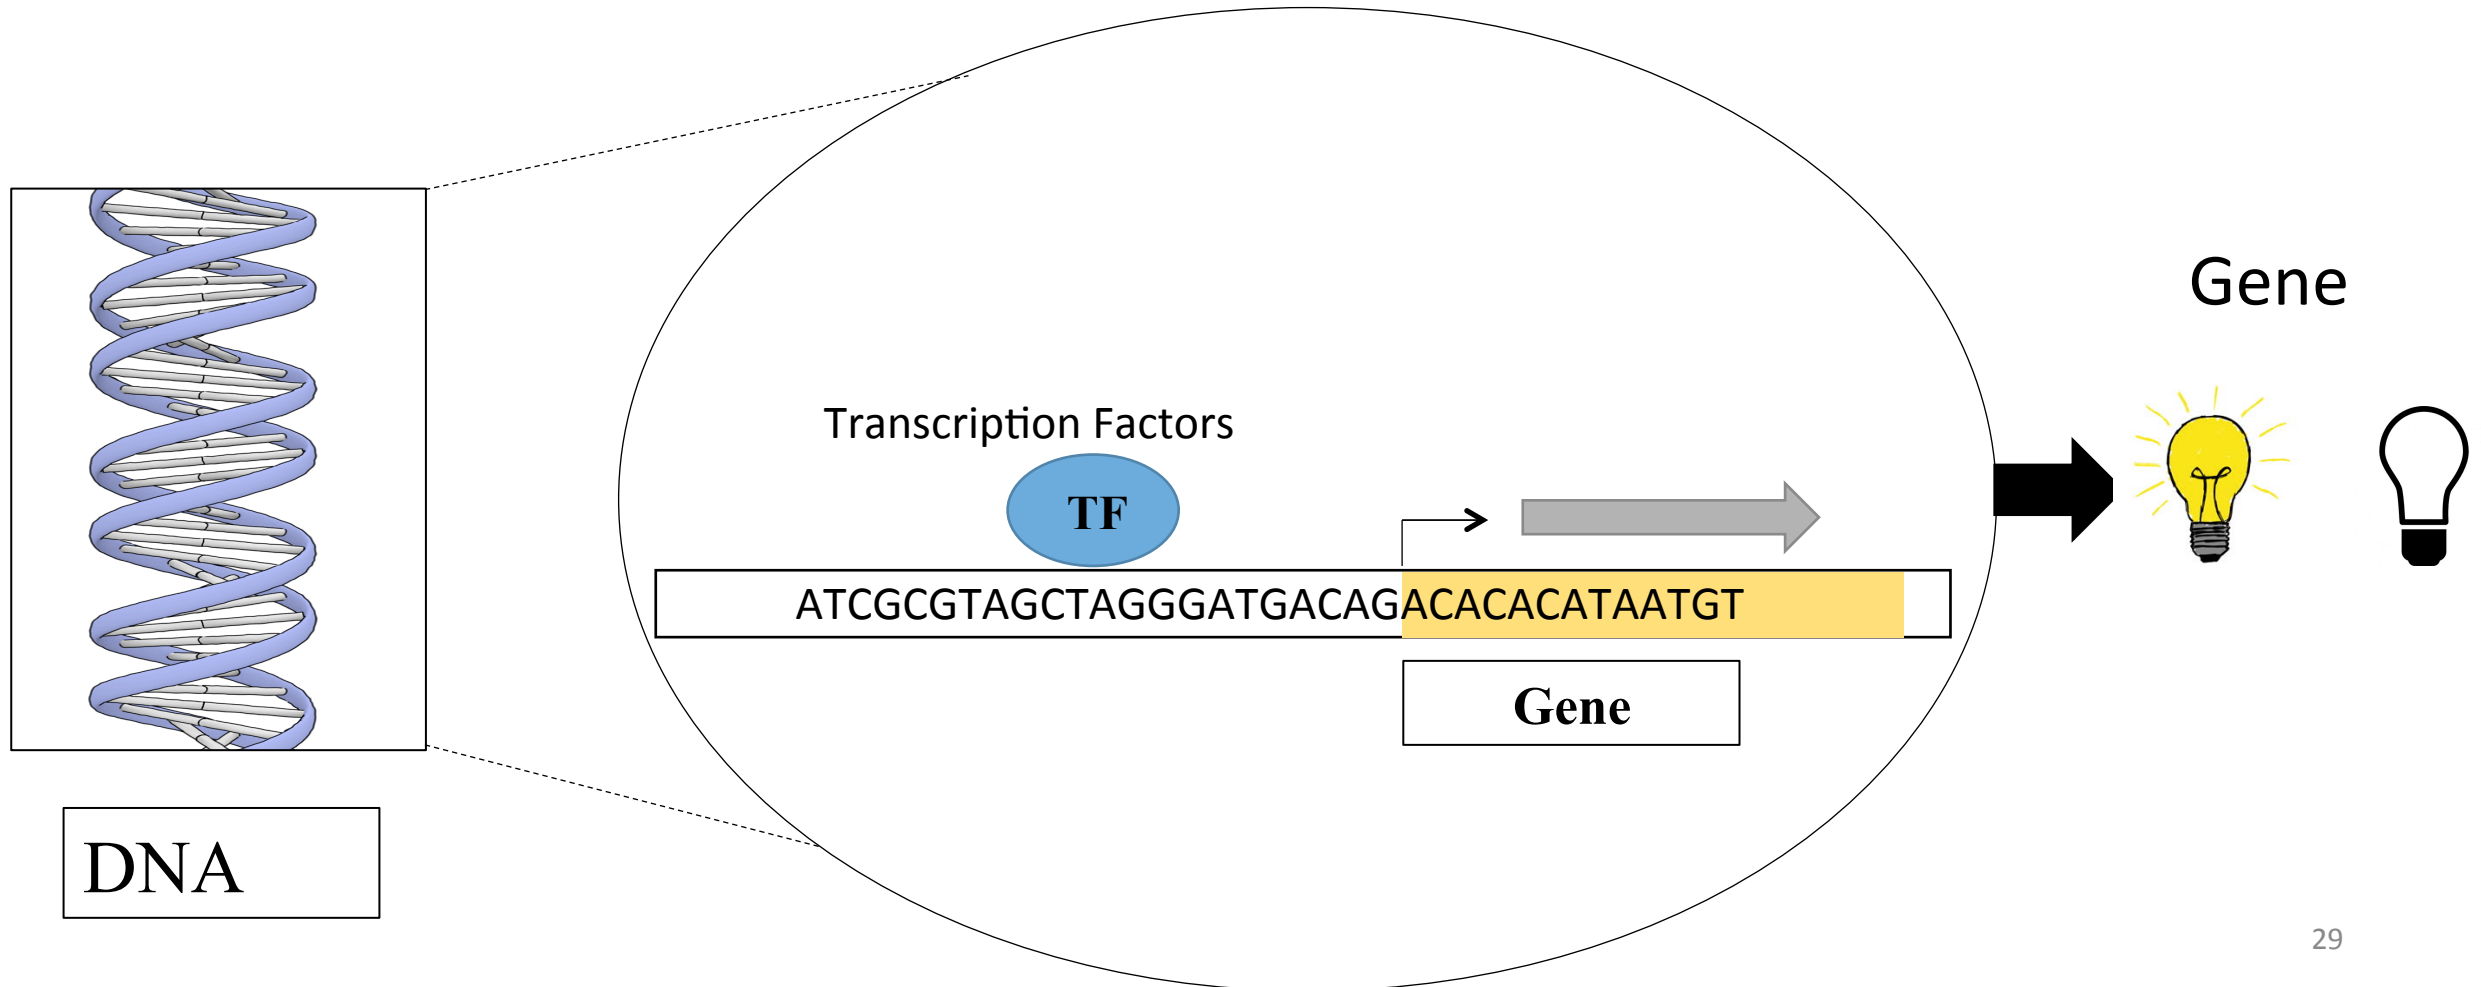 Gene
Transcription Factors
TF
ATCGCGTAGCTAGGGATGACAGACACACATAATGT
Gene
DNA
29